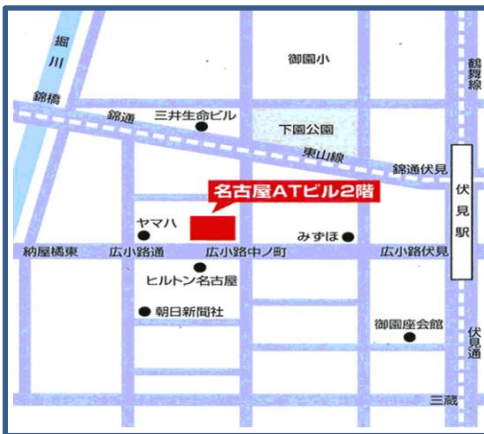 掘川
御園小
鶴舞線
錦橋
錦通
三井生命ビル
下園公園
東山線
錦通伏見
伏見駅
名古屋ATビル2階
ヤマハ
みずほ
納屋橋東
広小路通
広小路中ノ町
広小路伏見
ヒルトン名古屋
朝日新聞社
御園座会館
伏見通
三蔵